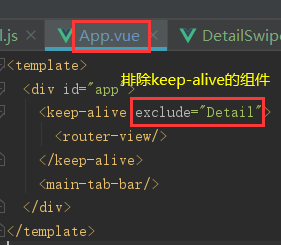 l.js × App.vue × DetailSwipe
<template>
排除keep-alive的组件
<div id="app">
<keep-alive exclude="Detail">
<router-view/>
</keep-alive>
<main-tab-bar/>
</div>
</template>